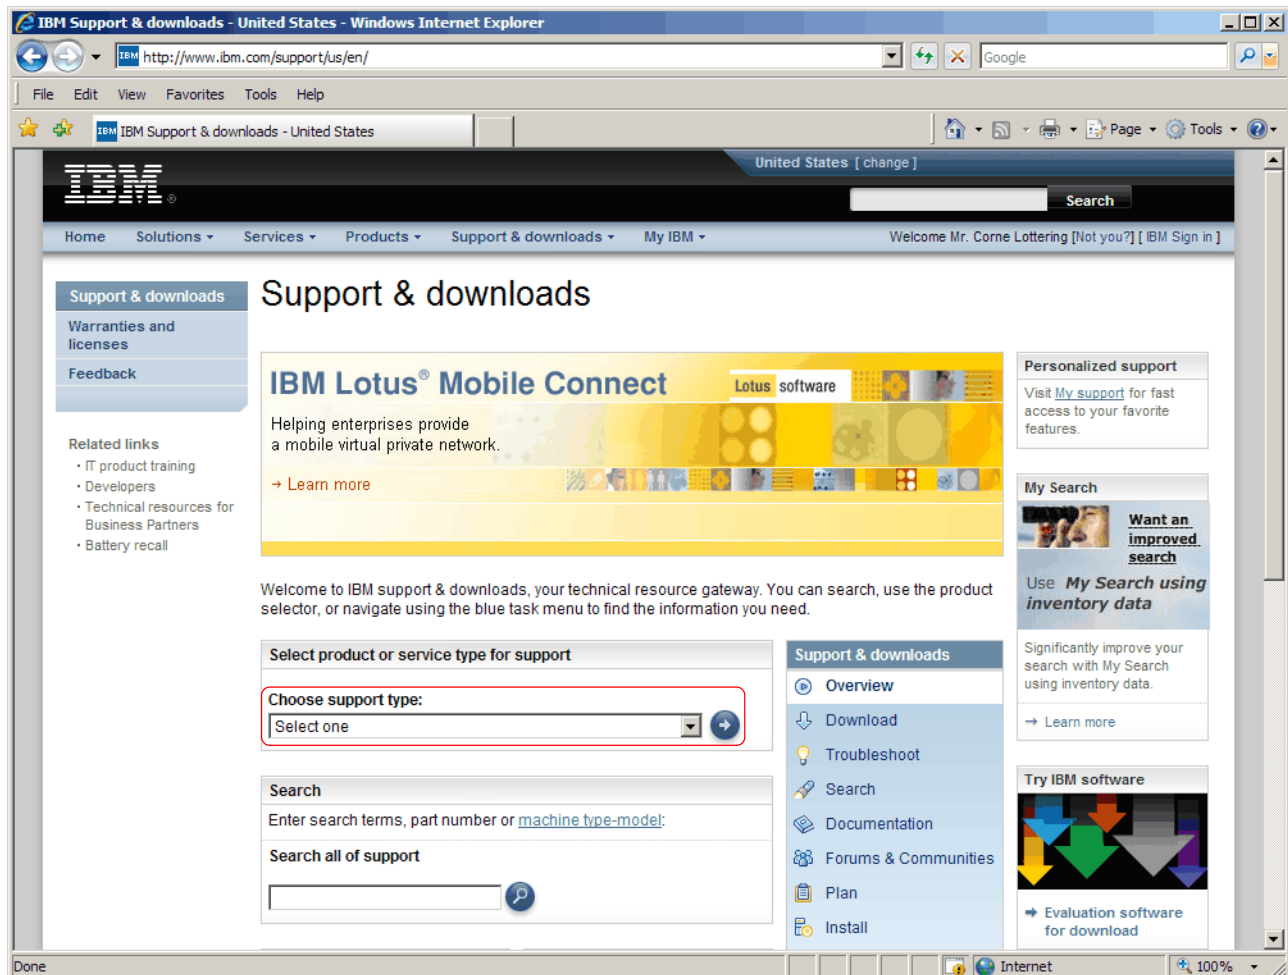 IBM Support & downloads - United States - Windows Internet Explorer
IBM http://www.ibm.com/support/us/en/
Google
File Edit View Favorites Tools Help
IBM IBM Support & downloads - United States
Page Tools
United States [ change ]
IBM ®
Search
Home Solutions Services Products Support & downloads My IBM
Welcome Mr. Corne Lottering [Not you?] [ IBM Sign in ]
Support & downloads
Warranties and
licenses
Feedback
Related links
• IT product training
• Developers
• Technical resources for
Business Partners
• Battery recall
Support & downloads
IBM Lotus® Mobile Connect
Lotus software
Helping enterprises provide
a mobile virtual private network.
→ Learn more
Welcome to IBM support & downloads, your technical resource gateway. You can search, use the product
selector, or navigate using the blue task menu to find the information you need.
Select product or service type for support
Choose support type:
Select one
Search
Enter search terms, part number or machine type-model:
Search all of support
Support & downloads
Overview
Download
Troubleshoot
Search
Documentation
Forums & Communities
Plan
Install
Personalized support
Visit My support for fast
access to your favorite
features.
My Search
Want an
improved
search
Use My Search using
inventory data
Significantly improve your
search with My Search
using inventory data.
→ Learn more
Try IBM software
Evaluation software
for download
Done
Internet
100%